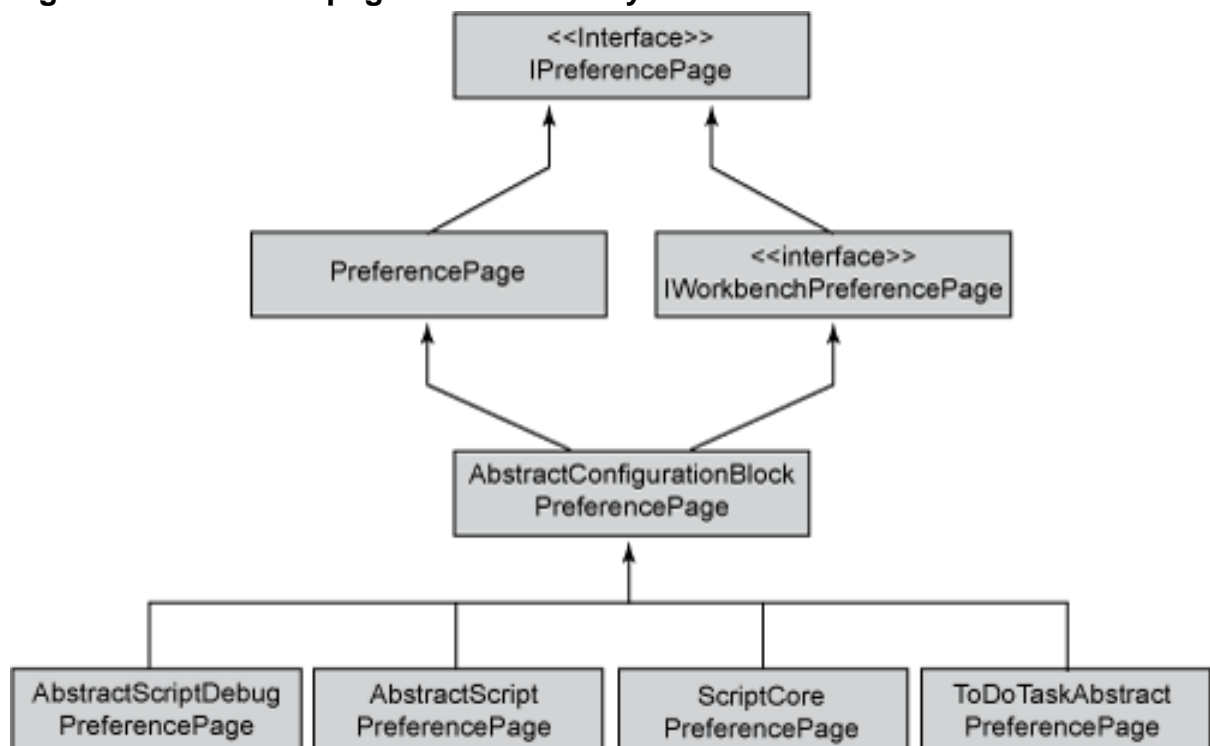 <<Interface>>
IPreferencePage
PreferencePage
<<interface>>
IWorkbenchPreferencePage
AbstractConfigurationBlock
PreferencePage
AbstractScriptDebug
PreferencePage
AbstractScript
PreferencePage
ScriptCore
PreferencePage
ToDoTaskAbstract
PreferencePage